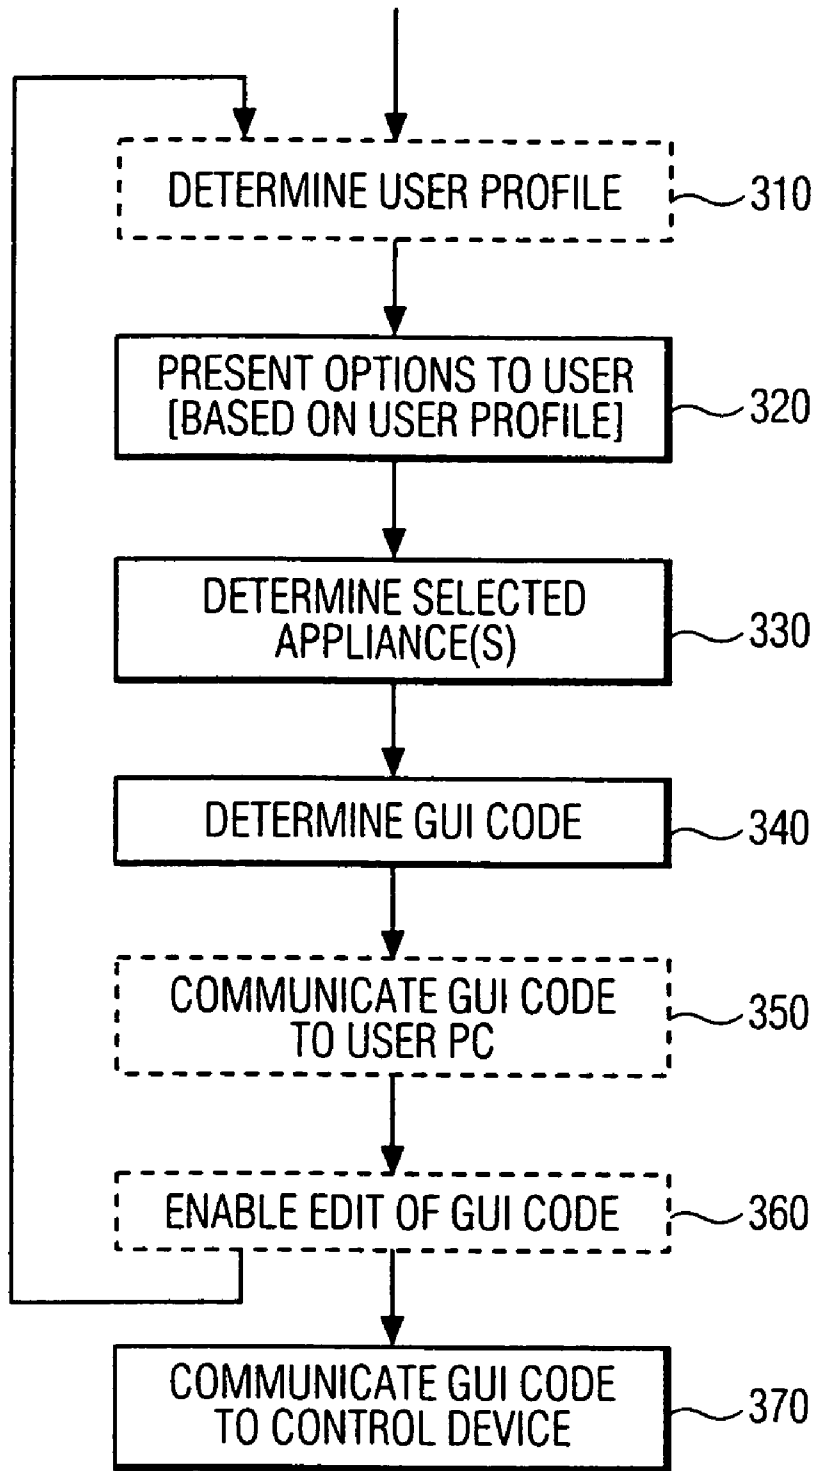 DETERMINE USER PROFILE
310
PRESENT OPTIONS TO USER
[BASED ON USER PROFILE]
320
DETERMINE SELECTED
APPLIANCE(S)
330
DETERMINE GUI CODE
340
COMMUNICATE GUI CODE
TO USER PC
350
ENABLE EDIT OF GUI CODE
360
COMMUNICATE GUI CODE
TO CONTROL DEVICE
370